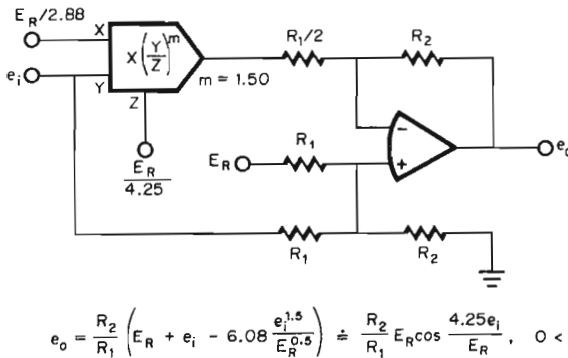 E_R/2.88
X
e_i
Y
X(Y/Z)^m
Z
m = 1.50
E_R/4.25
R_1/2
R_2
E_R
R_1
−
+
e_o
R_1
R_2
e_o = R_2/R_1 (E_R + e_i − 6.08 e_i^1.5/E_R^0.5) ≐ R_2/R_1 E_R cos 4.25e_i/E_R, 0 <